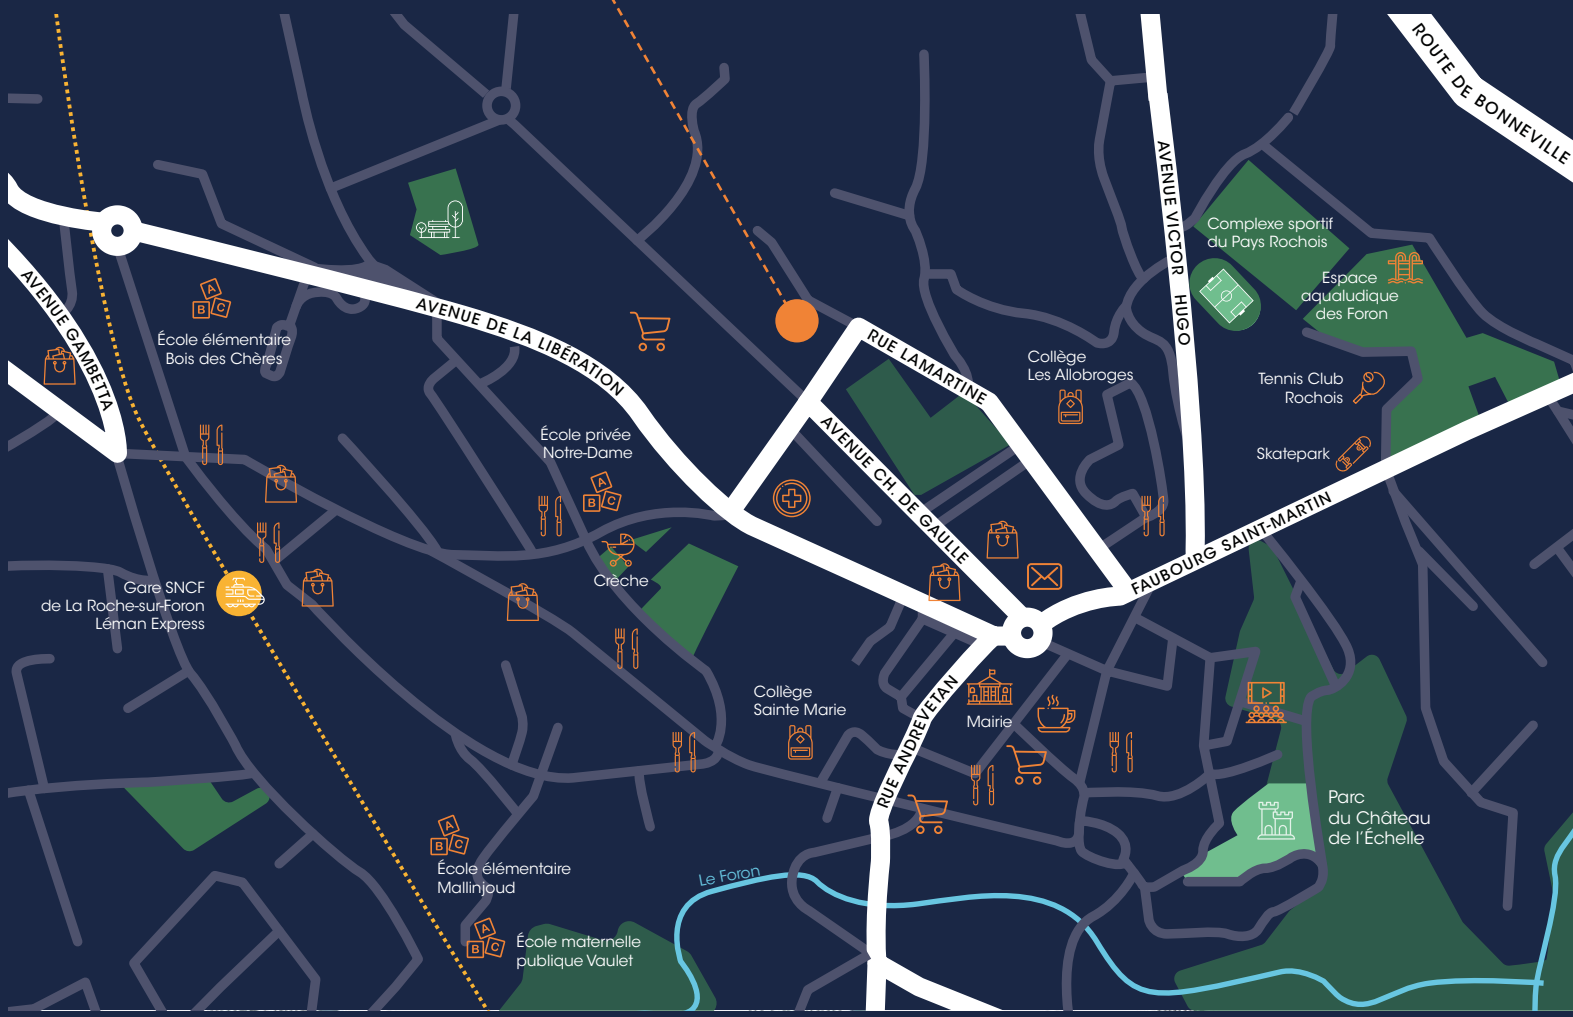 ROUTE DE BONNEVILLE
AVENUE VICTOR HUGO
Complexe sportif
du Pays Rochois
Espace
aqualudique
des Foron
AVENUE GAMBETTA
AVENUE DE LA LIBÉRATION
A
B C
École élémentaire
Bois des Chères
RUE LAMARTINE
Collège
Les Allobroges
Tennis Club
Rochois
AVENUE CH. DE GAULLE
École privée
Notre-Dame
A
B C
Skatepark
FAUBOURG SAINT-MARTIN
Crèche
Gare SNCF
de La Roche-sur-Foron
Léman Express
Collège
Sainte Marie
Mairie
RUE ANDREVETAN
Parc
du Château
de l'Échelle
A
B C
École élémentaire
Mallinjoud
Le Foron
A
B C
École maternelle
publique Vaulet